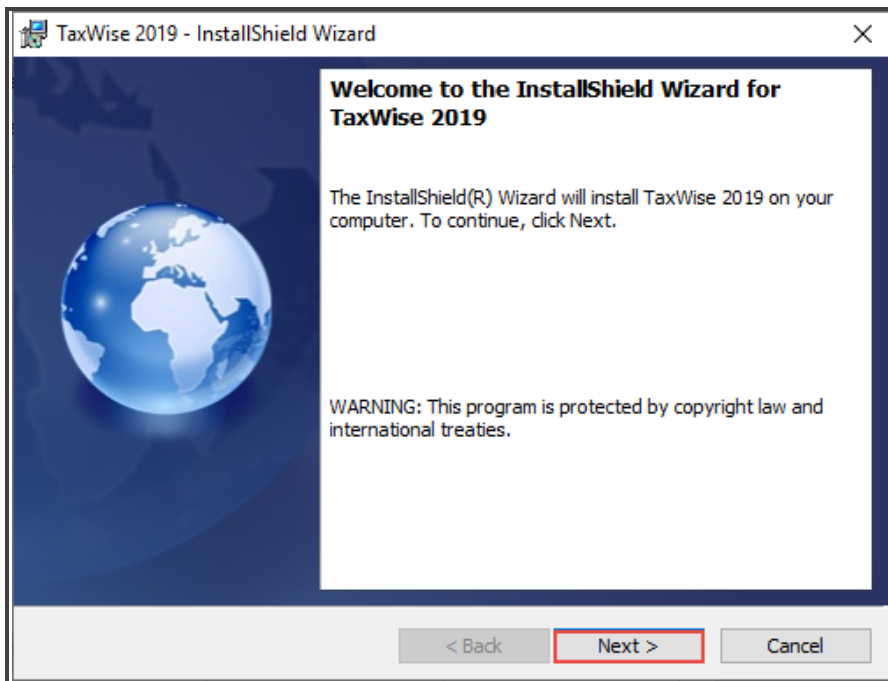 TaxWise 2019 - InstallShield Wizard
Welcome to the InstallShield Wizard for
TaxWise 2019
The InstallShield(R) Wizard will install TaxWise 2019 on your
computer. To continue, click Next.
WARNING: This program is protected by copyright law and
international treaties.
< Back
Next >
Cancel